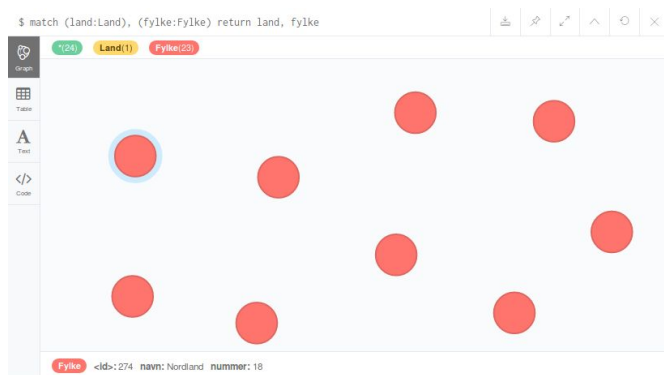 $ match (land:Land), (fylke:Fylke) return land, fylke
*(24) Land(1) Fylke(23)
Graph
Table
A
Text
</>
Code
Fylke <id>: 274 navn: Nordland nummer: 18